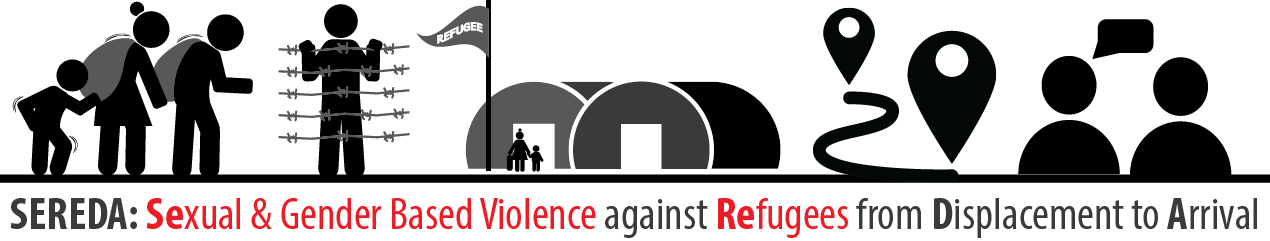 REFUGEE
SEREDA: Sexual & Gender Based Violence against Refugees from Displacement to Arrival